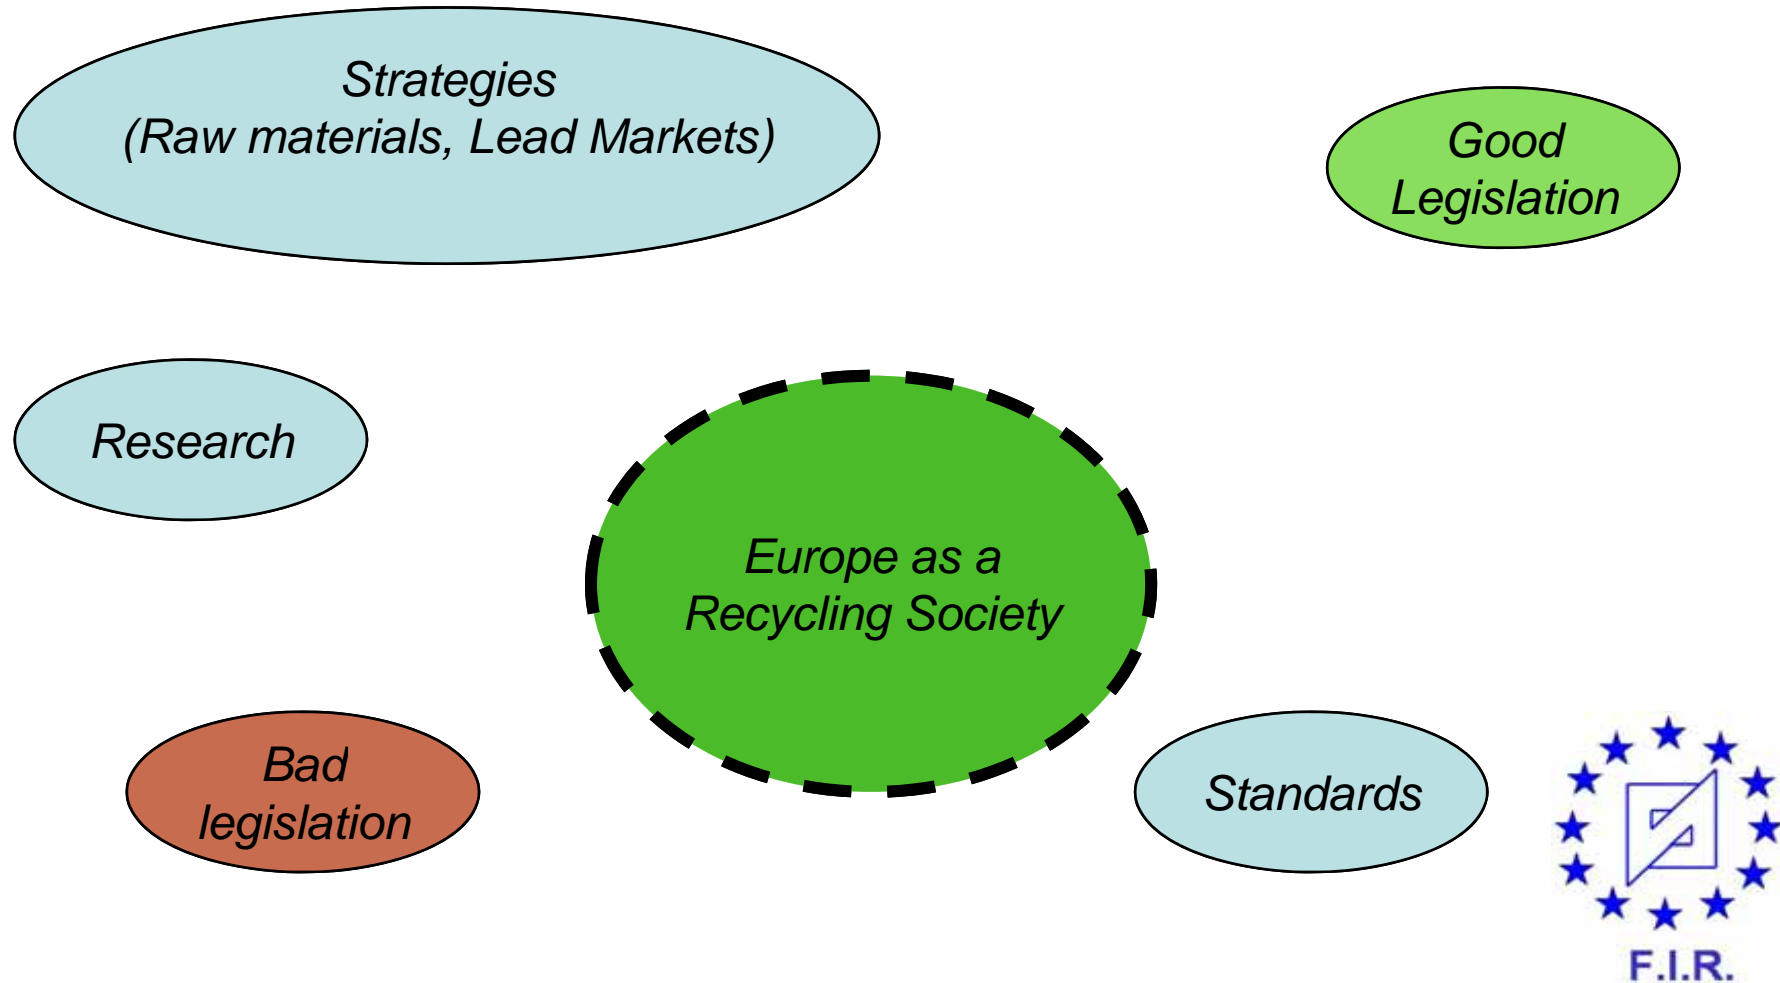 Strategies
(Raw materials, Lead Markets)
Good
Legislation
Research
Europe as a
Recycling Society
Bad
legislation
Standards
F.I.R.